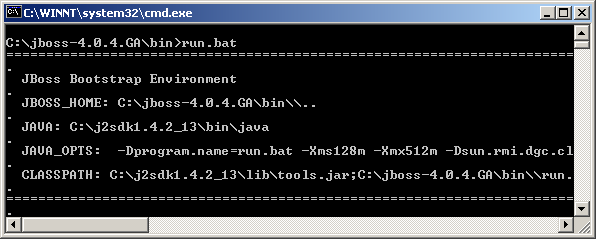 C:\WINNT\system32\cmd.exe
C:\jboss-4.0.4.GA\bin>run.bat
===============================================================================
.
JBoss Bootstrap Environment
.
JBOSS_HOME: C:\jboss-4.0.4.GA\bin\\..
.
JAVA: C:\j2sdk1.4.2_13\bin\java
.
JAVA_OPTS:  -Dprogram.name=run.bat -Xms128m -Xmx512m -Dsun.rmi.dgc.cl
.
CLASSPATH: C:\j2sdk1.4.2_13\lib\tools.jar;C:\jboss-4.0.4.GA\bin\\run.
.
===============================================================================
.